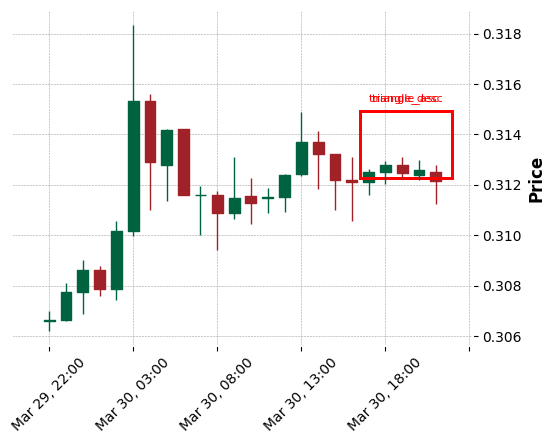 0.318
0.316
0.314
0.312
0.310
0.308
0.306
Price
Mar 29, 22:00
Mar 30, 03:00
Mar 30, 08:00
Mar 30, 13:00
Mar 30, 18:00